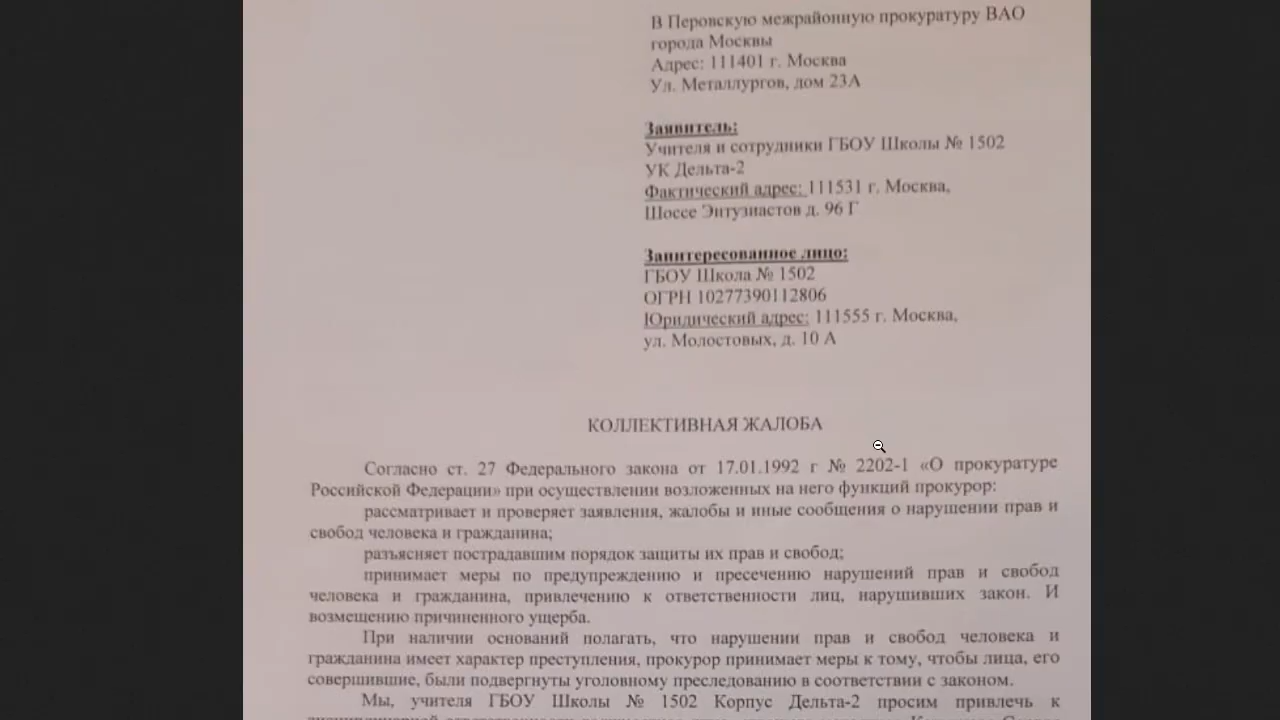 В Перовскую межрайонную прокуратуру ВАО
города Москвы
Адрес: 111401 г. Москва
Ул. Металлургов, дом 23А
Заявитель:
Учителя и сотрудники ГБОУ Школы № 1502
УК Дельта-2
Фактический адрес: 111531 г. Москва,
Шоссе Энтузиастов д. 96 Г
Заинтересованное лицо:
ГБОУ Школа № 1502
ОГРН 10277390112806
Юридический адрес: 111555 г. Москва,
ул. Молостовых, д. 10 А
КОЛЛЕКТИВНАЯ ЖАЛОБА
Согласно ст. 27 Федерального закона от 17.01.1992 г № 2202-1 «О прокуратуре
Российской Федерации» при осуществлении возложенных на него функций прокурор:
рассматривает и проверяет заявления, жалобы и иные сообщения о нарушении прав и
свобод человека и гражданина;
разъясняет пострадавшим порядок защиты их прав и свобод;
принимает меры по предупреждению и пресечению нарушений прав и свобод
человека и гражданина, привлечению к ответственности лиц, нарушивших закон. И
возмещению причиненного ущерба.
При наличии оснований полагать, что нарушении прав и свобод человека и
гражданина имеет характер преступления, прокурор принимает меры к тому, чтобы лица, его
совершившие, были подвергнуты уголовному преследованию в соответствии с законом.
Мы, учителя ГБОУ Школы № 1502 Корпус Дельта-2 просим привлечь к